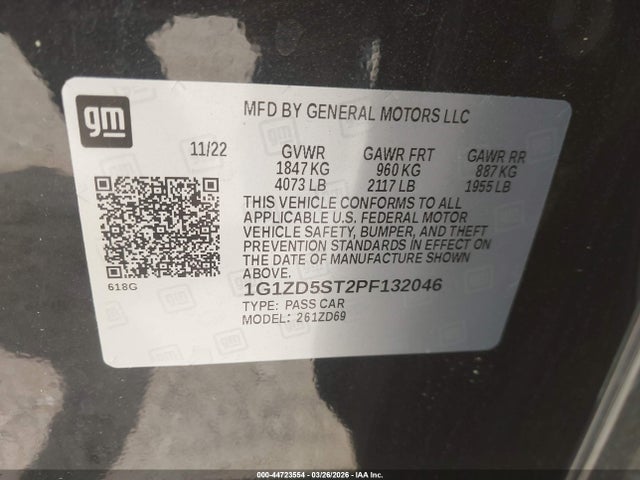 gm
MFD BY GENERAL MOTORS LLC
11/22 GVWR GAWR FRT GAWR RR
1847 KG 960 KG 887 KG
4073 LB 2117 LB 1955 LB
THIS VEHICLE CONFORMS TO ALL
APPLICABLE U.S. FEDERAL MOTOR
VEHICLE SAFETY, BUMPER, AND THEFT
PREVENTION STANDARDS IN EFFECT ON
THE DATE OF MANUFACTURE SHOWN
ABOVE.
618G
1G1ZD5ST2PF132046
TYPE: PASS CAR
MODEL: 261ZD69
000-44723554 - 03/26/2026 - IAA Inc.